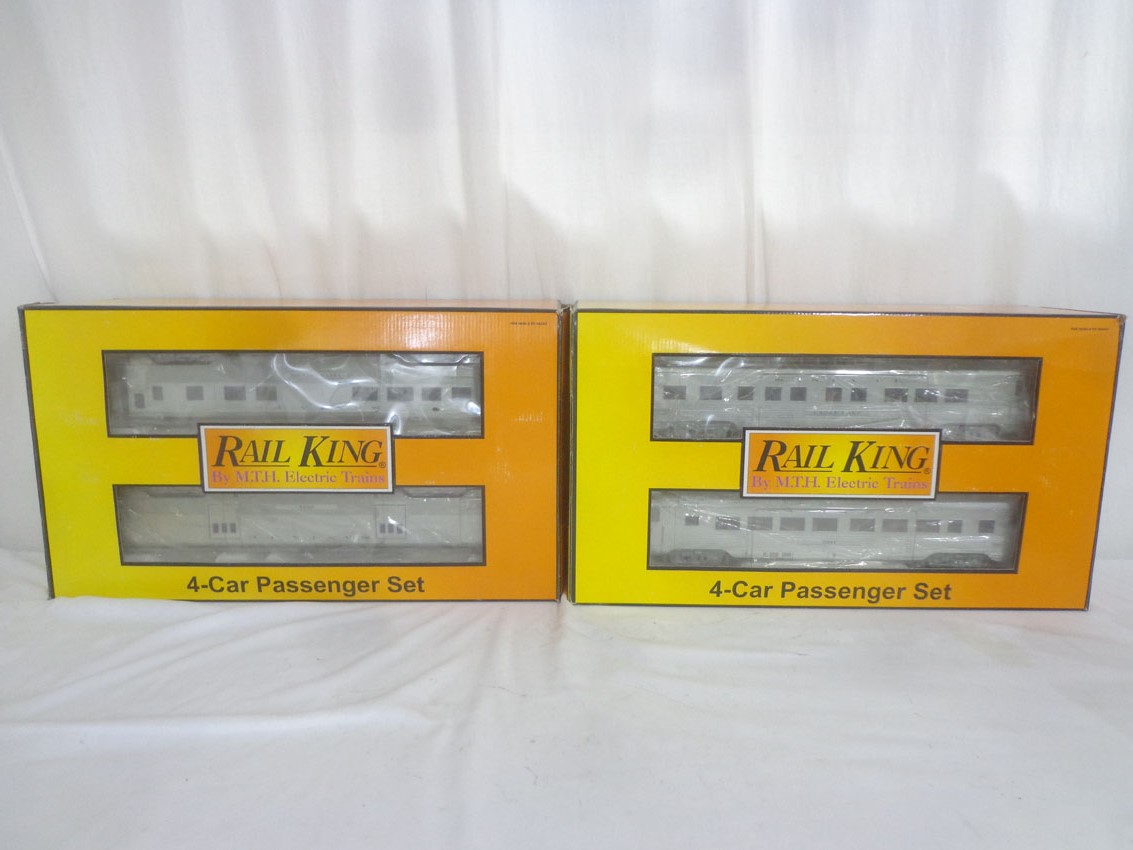 RAIL KING®
By M.T.H. Electric Trains
4-Car Passenger Set
RAIL KING®
By M.T.H. Electric Trains
4-Car Passenger Set